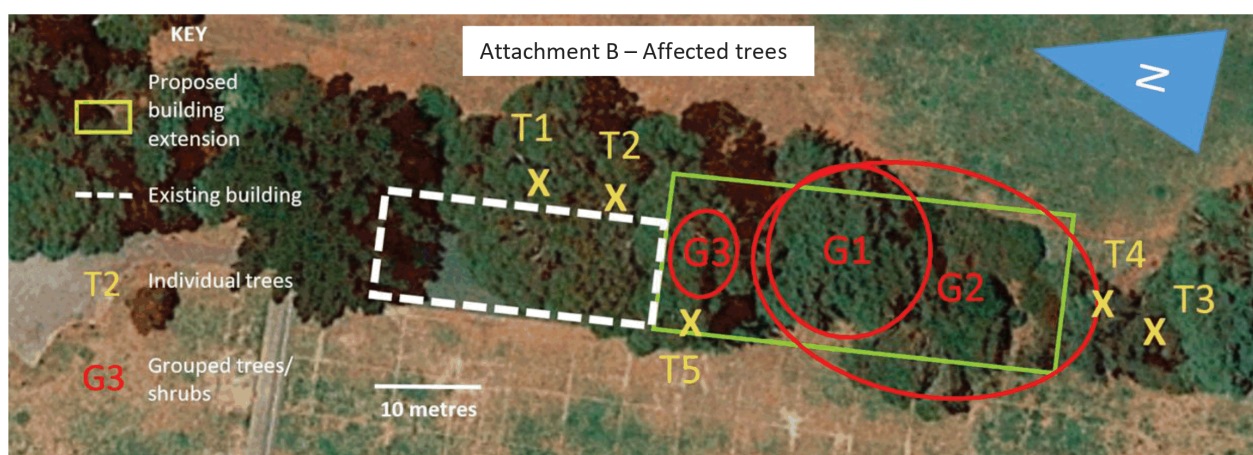 KEY
Attachment B – Affected trees
Proposed
building
extension
Existing building
T2
Individual trees
G3
Grouped trees/
shrubs
10 metres
N
T1
X
T2
X
G3
G1
G2
T4
X
T3
X
X
T5